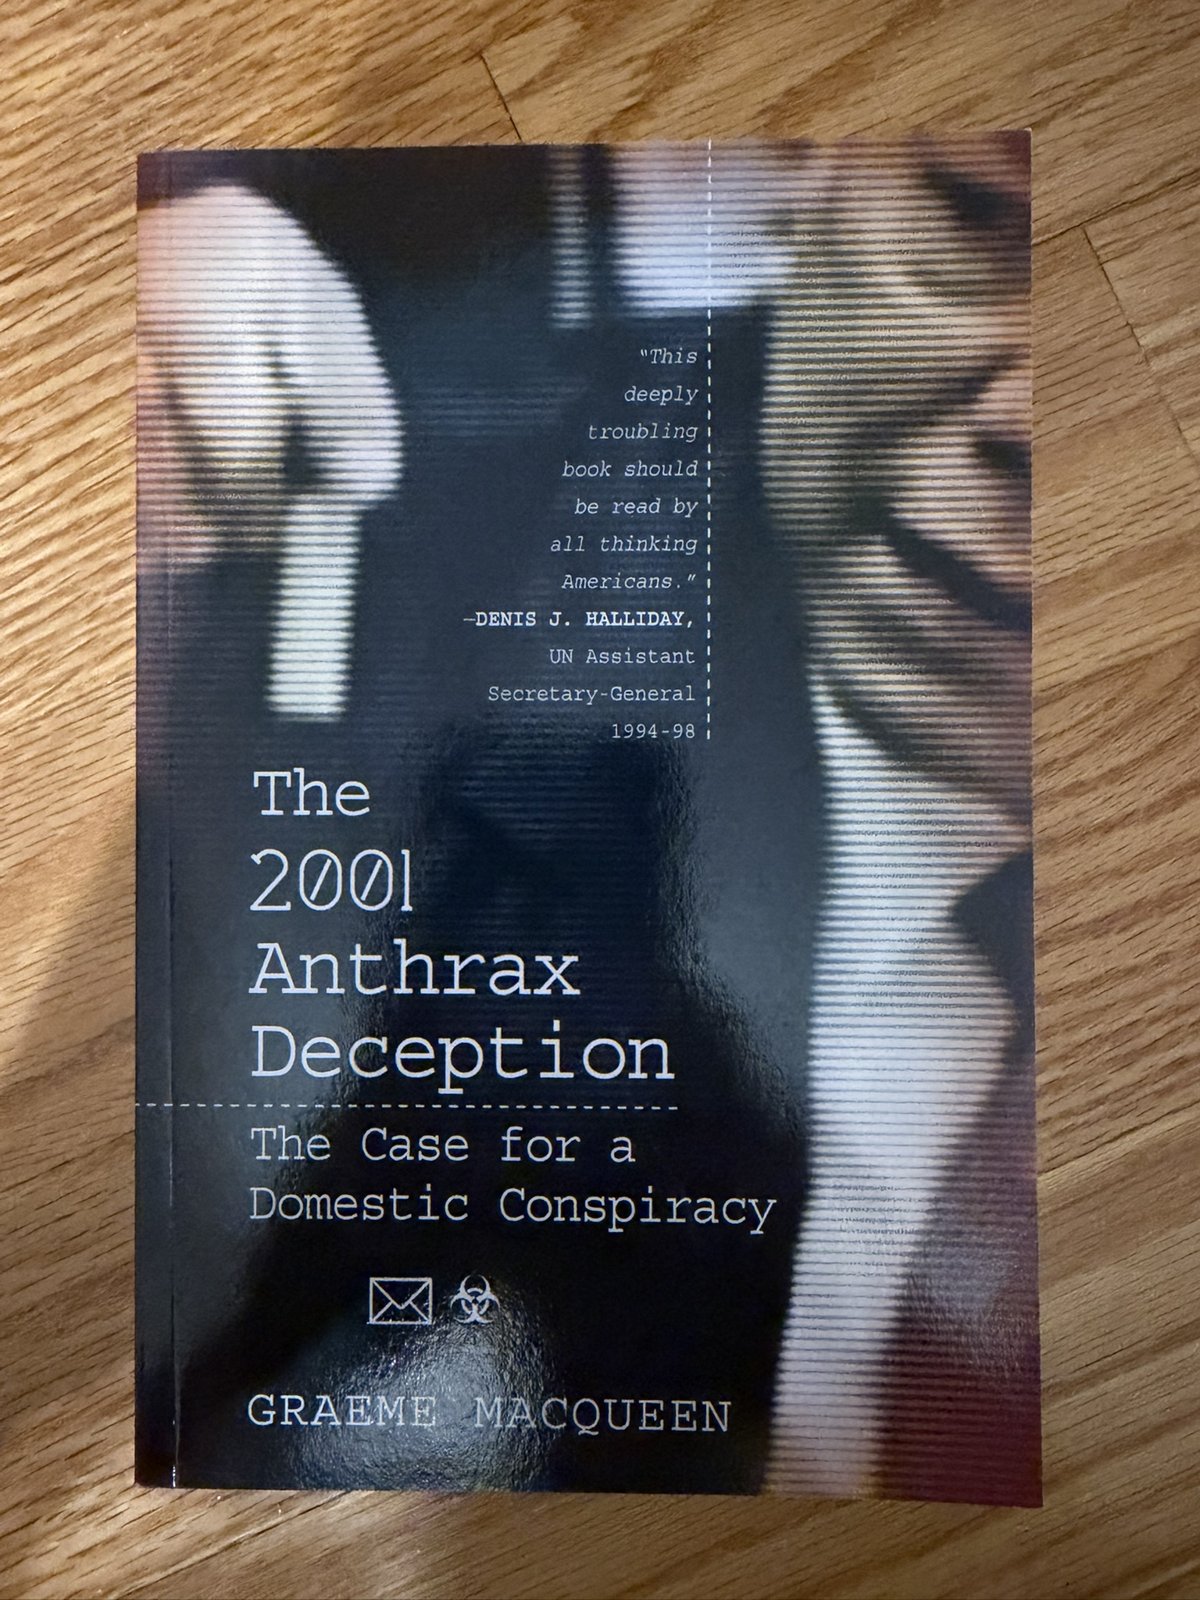 "This
deeply
troubling
book should
be read by
all thinking
Americans."
—DENIS J. HALLIDAY,
UN Assistant
Secretary-General
1994-98
The
2001
Anthrax
Deception
The Case for a
Domestic Conspiracy
GRAEME MACQUEEN